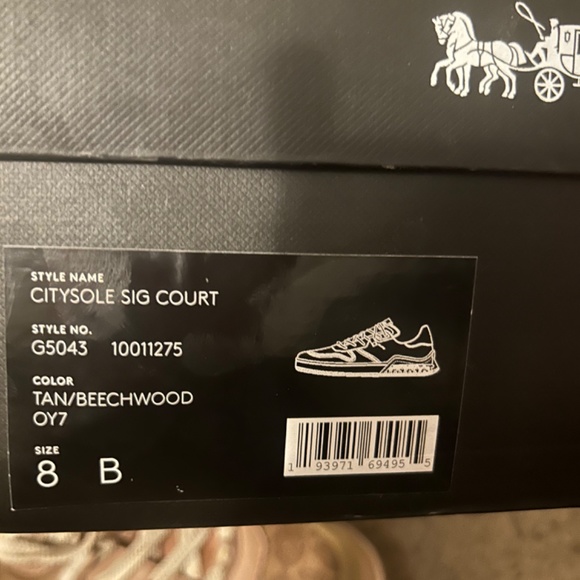 STYLE NAME
CITYSOLE SIG COURT
STYLE NO.
G5043 10011275
COLOR
TAN/BEECHWOOD
OY7
SIZE
8 B
1 93971 69495 5